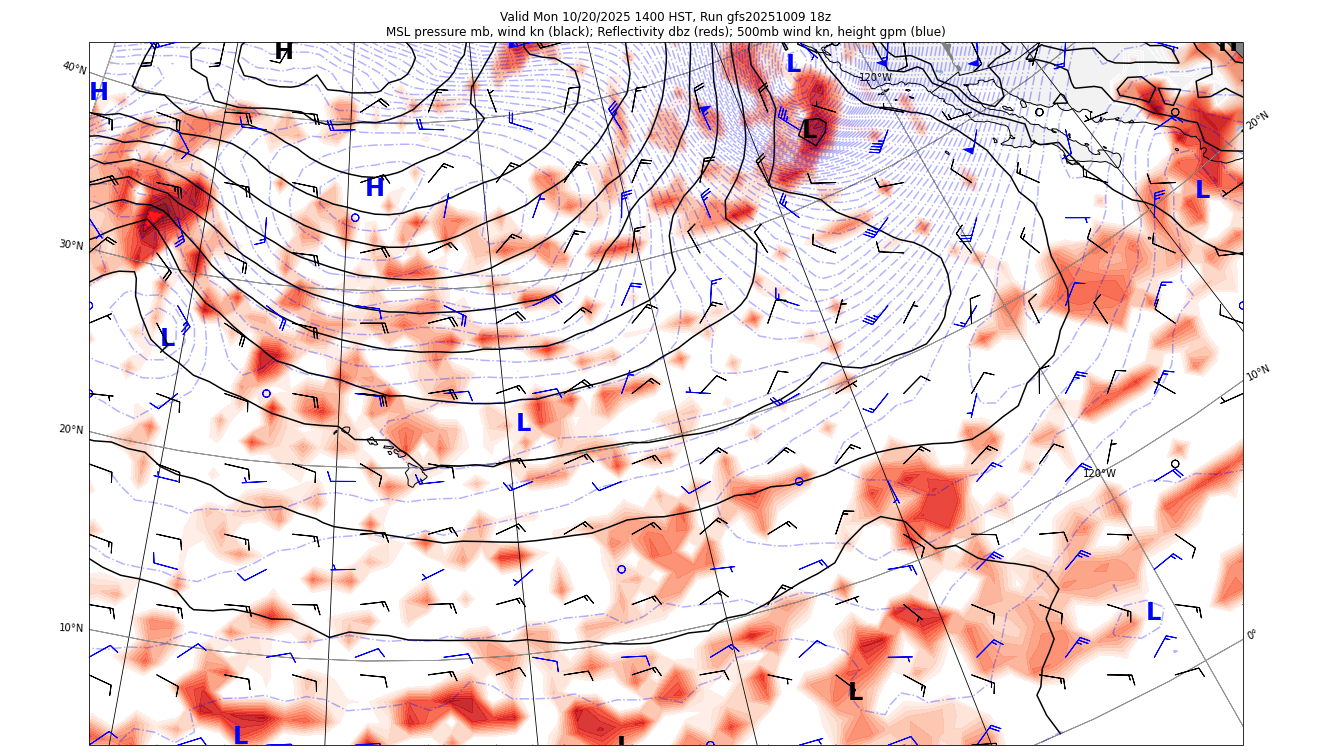 Valid Mon 10/20/2025 1400 HST, Run gfs20251009 18z
MSL pressure mb, wind kn (black); Reflectivity dbz (reds); 500mb wind kn, height gpm (blue)
H
H
L
120°W
40°N
H
L
20°N
H
L
30°N
L
10°N
L
20°N
120°W
L
10°N
0°
L
L
L